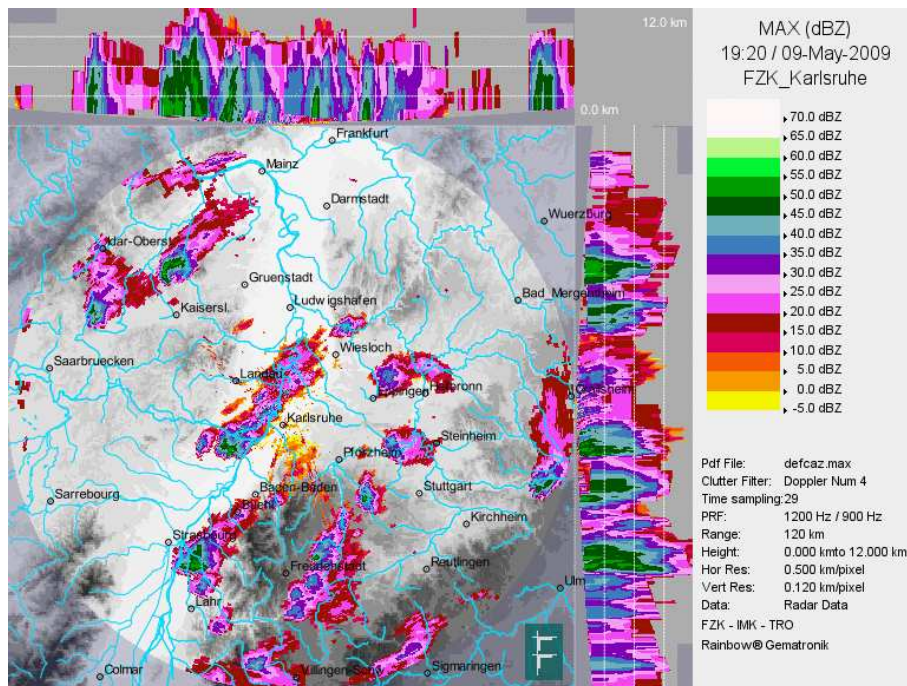 12.0 km
0.0 km
MAX (dBZ)
19:20 / 09-May-2009
FZK_Karlsruhe
70.0 dBZ
65.0 dBZ
60.0 dBZ
55.0 dBZ
50.0 dBZ
45.0 dBZ
40.0 dBZ
35.0 dBZ
30.0 dBZ
25.0 dBZ
20.0 dBZ
15.0 dBZ
10.0 dBZ
5.0 dBZ
0.0 dBZ
-5.0 dBZ
Frankfurt
Mainz
Darmstadt
Wuerzburg
Idar-Oberst
Gruenstadt
Bad_Mergentheim
Kaisersl.
Ludwigshafen
Wiesloch
Saarbruecken
Landau
Eppingen
Heilbronn
Crailsheim
Karlsruhe
Steinheim
Pforzheim
Sarrebourg
Baden-Baden
Stuttgart
Buehl
Kirchheim
Strasbourg
Freudenstadt
Reutlingen
Ulm
Lahr
Colmar
Villingen-Schw
Sigmaringen
Pdf File: defcaz.max
Clutter Filter: Doppler Num 4
Time sampling:29
PRF: 1200 Hz / 900 Hz
Range: 120 km
Height: 0.000 kmto 12.000 km
Hor Res: 0.500 km/pixel
Vert Res: 0.120 km/pixel
Data: Radar Data
FZK - IMK - TRO
Rainbow® Gematronik